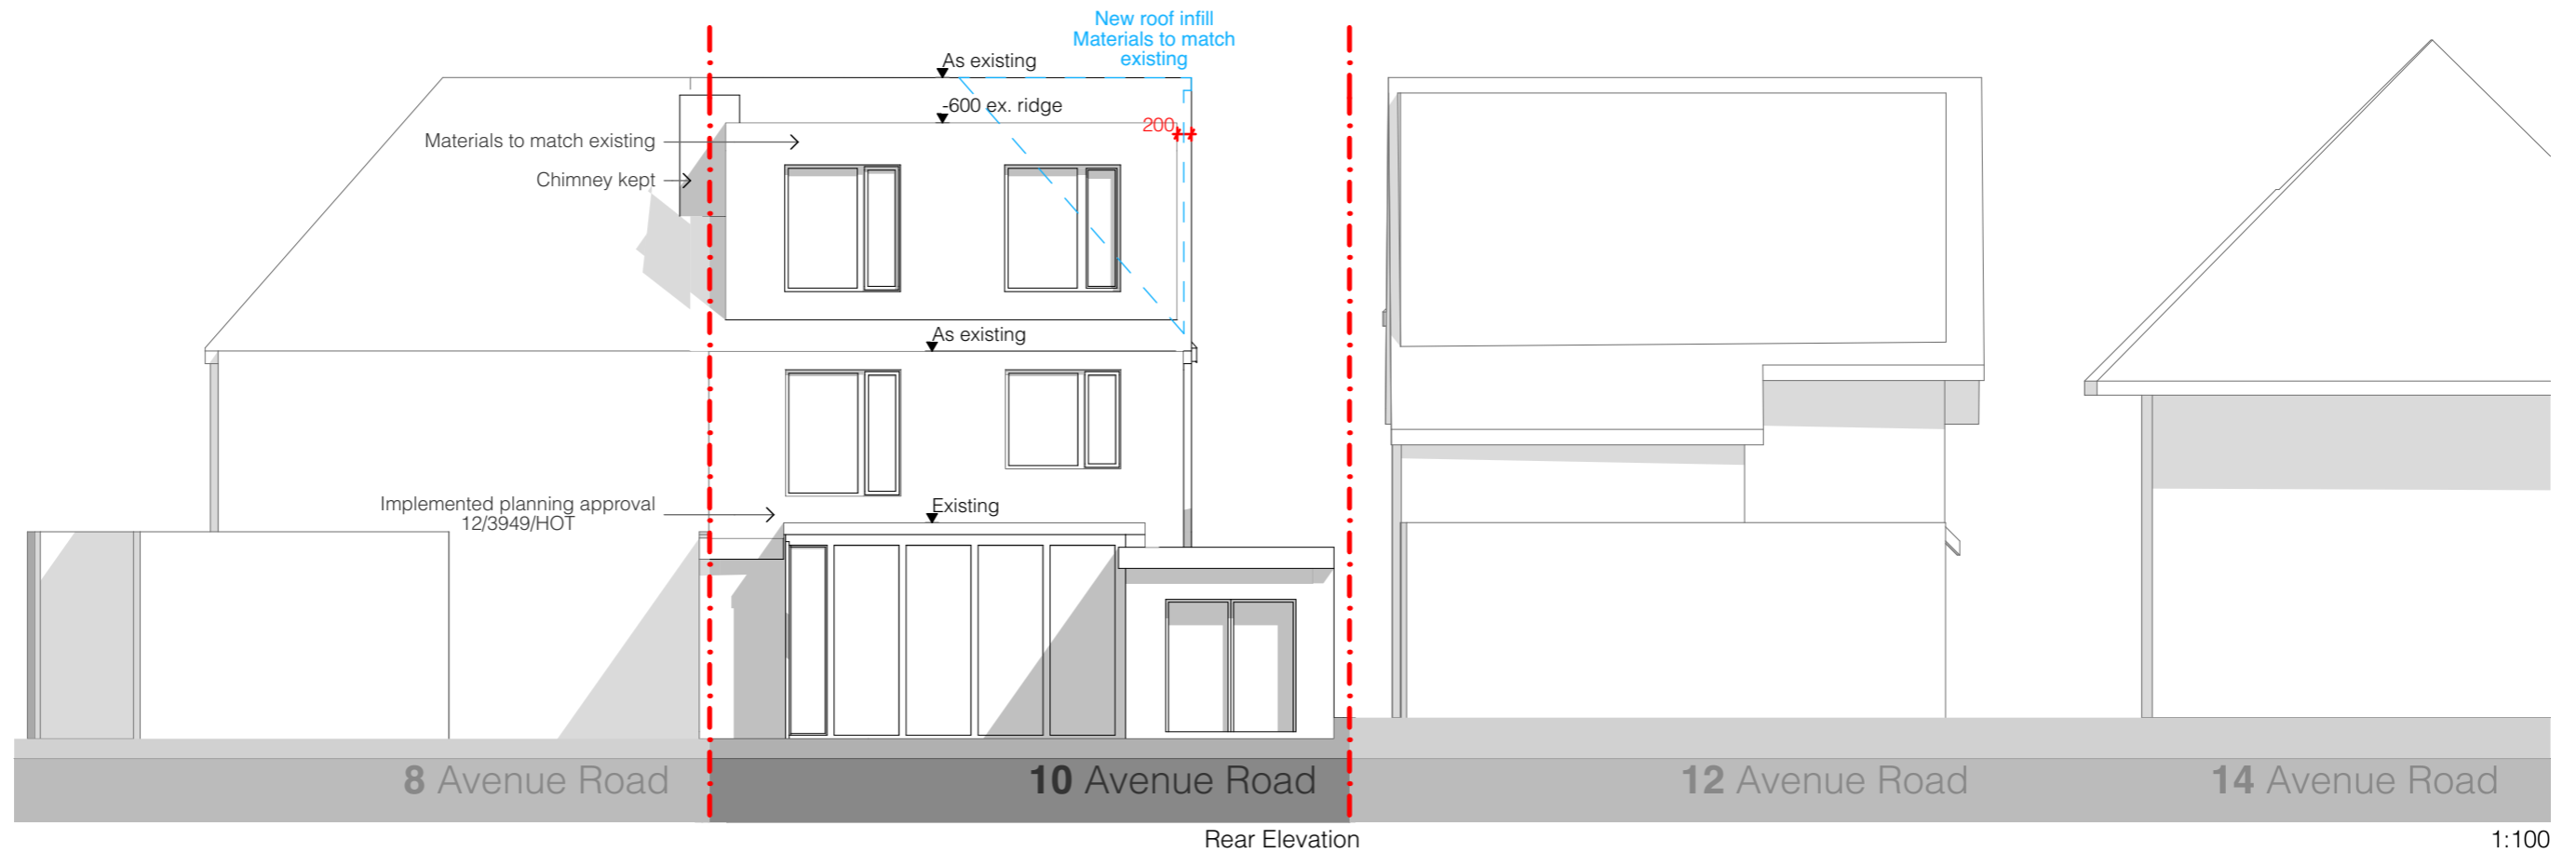 New roof infill
Materials to match
existing
As existing
-600 ex. ridge
200
Materials to match existing
Chimney kept
As existing
Implemented planning approval
12/3949/HOT
Existing
8 Avenue Road
10 Avenue Road
12 Avenue Road
14 Avenue Road
Rear Elevation
1:100